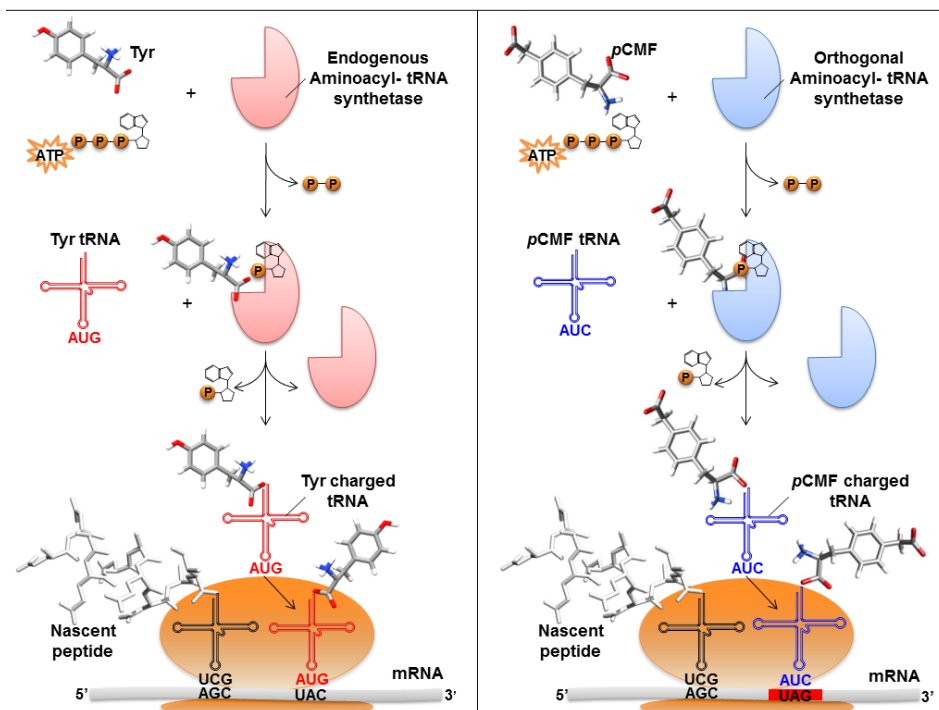 Tyr
Endogenous
Aminoacyl- tRNA
synthetase
+
ATP
P P P
P P
Tyr tRNA
P
+
AUG
P
Tyr charged
tRNA
AUG
Nascent
peptide
UCG
AGC
AUG
UAC
mRNA
5’
3’
pCMF
Orthogonal
Aminoacyl- tRNA
synthetase
+
ATP
P P P
P P
pCMF tRNA
P
+
AUC
P
pCMF charged
tRNA
AUC
Nascent
peptide
UCG
AGC
AUC
UAG
mRNA
5’
3’